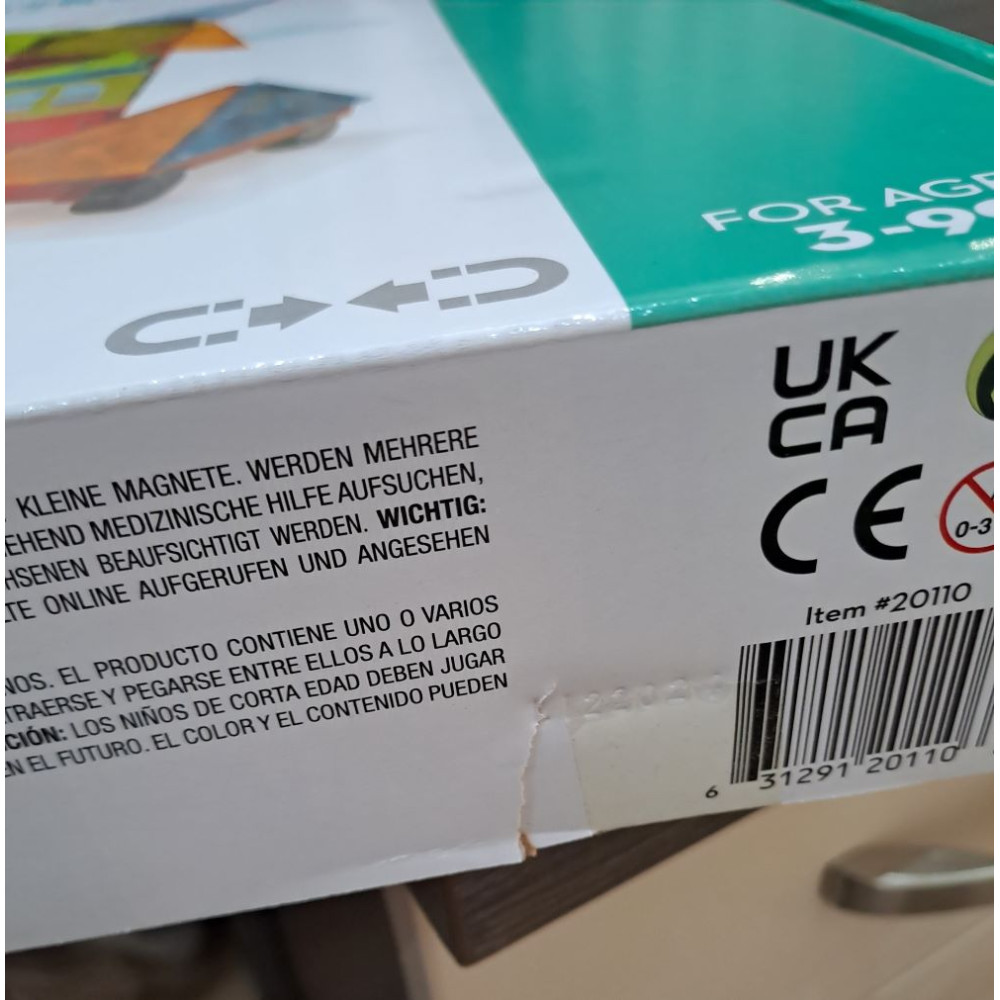 FOR AGE
3-99
KLEINE MAGNETE. WERDEN MEHRERE
EHEND MEDIZINISCHE HILFE AUFSUCHEN,
HSENEN BEAUFSICHTIGT WERDEN. WICHTIG:
TE ONLINE AUFGERUFEN UND ANGESEHEN
NOS. EL PRODUCTO CONTIENE UNO O VARIOS
TRAERSE Y PEGARSE ENTRE ELLOS A LO LARGO
CIÓN: LOS NIÑOS DE CORTA EDAD DEBEN JUGAR
EN EL FUTURO. EL COLOR Y EL CONTENIDO PUEDEN
UK
CA
CE
0-3
Item #20110
6 31291 20110